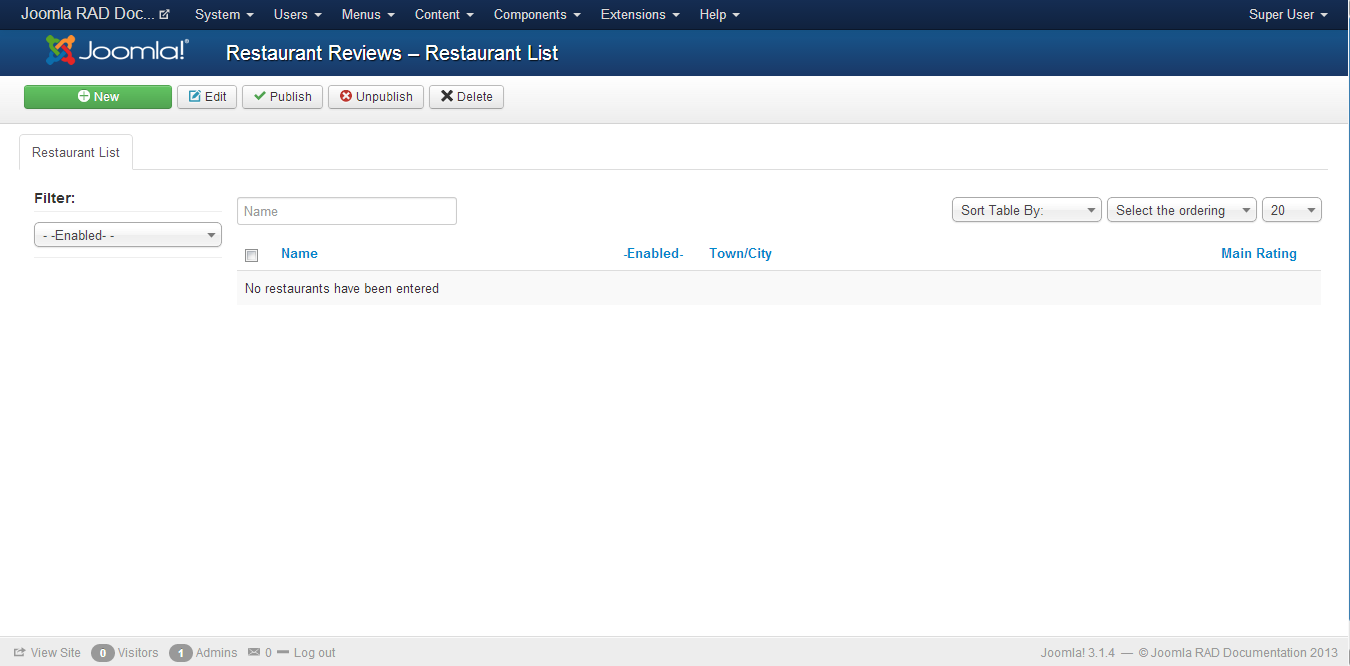 Joomla RAD Doc... System Users Menus Content Components Extensions Help Super User
Joomla!® Restaurant Reviews – Restaurant List
New Edit Publish Unpublish Delete
Restaurant List
Filter:
- -Enabled- -
Name Sort Table By: Select the ordering 20
Name -Enabled- Town/City Main Rating
No restaurants have been entered
View Site 0 Visitors 1 Admins 0 Log out Joomla! 3.1.4 — © Joomla RAD Documentation 2013